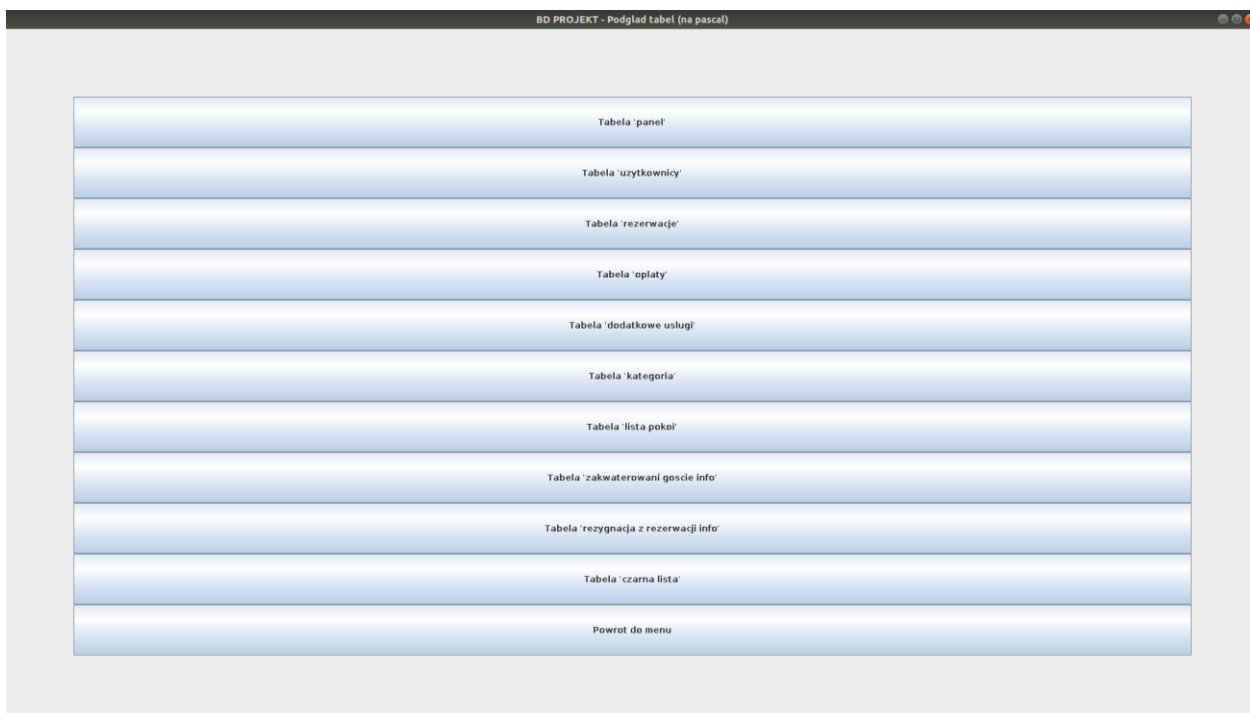 BD PROJEKT - Podglad tabel (na pascal)
Tabela 'panel'
Tabela 'uzytkownicy'
Tabela 'rezerwacje'
Tabela 'oplaty'
Tabela 'dodatkowe uslugi'
Tabela 'kategoria'
Tabela 'lista pokoi'
Tabela 'zakwaterowani goscie info'
Tabela 'rezygnacja z rezerwacji info'
Tabela 'czarna lista'
Powrot do menu